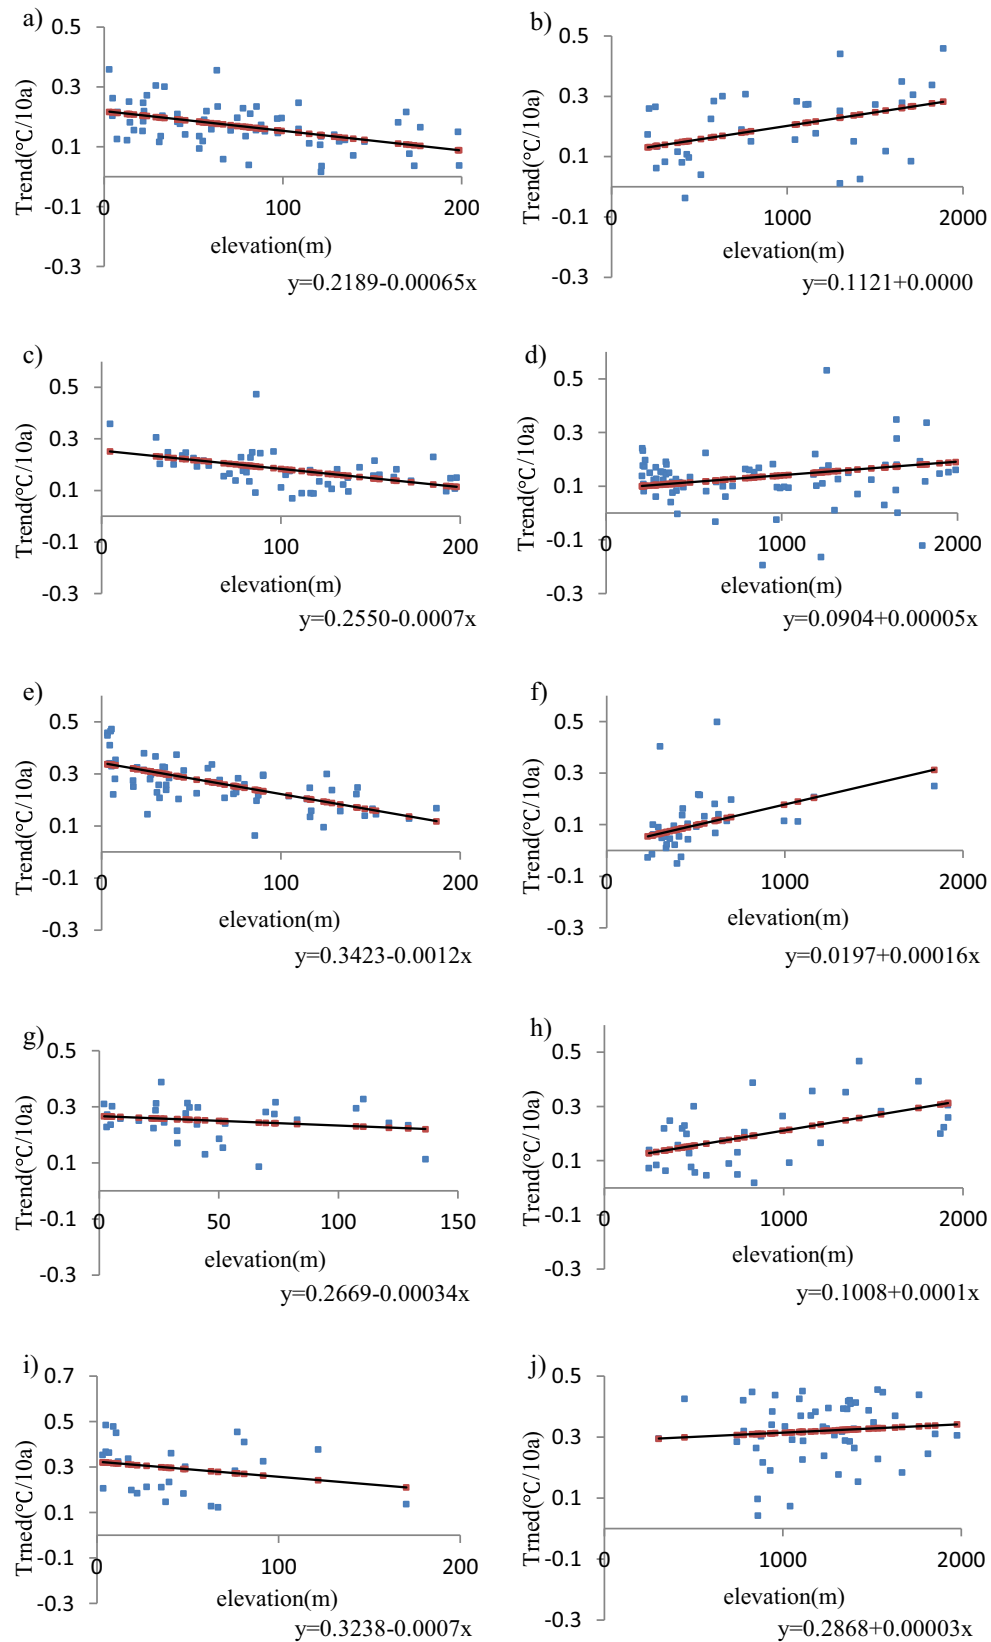 a) b)
0.5 0.5
0.3 0.3
0.1 0.1
-0.1 -0.1
-0.3 -0.3
0 100 200 0 1000 2000
Trend(℃/10a) Trend(℃/10a)
elevation(m) elevation(m)
y=0.2189-0.00065x y=0.1121+0.0000
c) d)
0.5 0.5
0.3 0.3
0.1 0.1
-0.1 -0.1
-0.3 -0.3
0 100 200 0 1000 2000
Trend(℃/10a) Trend(℃/10a)
elevation(m) elevation(m)
y=0.2550-0.0007x y=0.0904+0.00005x
e) f)
0.5 0.5
0.3 0.3
0.1 0.1
-0.1 -0.1
-0.3 -0.3
0 100 200 0 1000 2000
Trend(℃/10a) Trend(℃/10a)
elevation(m) elevation(m)
y=0.3423-0.0012x y=0.0197+0.00016x
g) h)
0.5 0.5
0.3 0.3
0.1 0.1
-0.1 -0.1
-0.3 -0.3
0 50 100 150 0 1000 2000
Trend(℃/10a) Trend(℃/10a)
elevation(m) elevation(m)
y=0.2669-0.00034x y=0.1008+0.0001x
i) j)
0.7 0.5
0.5 0.3
0.3 0.1
0.1 -0.1
-0.1 -0.3
-0.3
0 100 200 0 1000 2000
Trned(℃/10a) Trned(℃/10a)
elevation(m) elevation(m)
y=0.3238-0.0007x y=0.2868+0.00003x